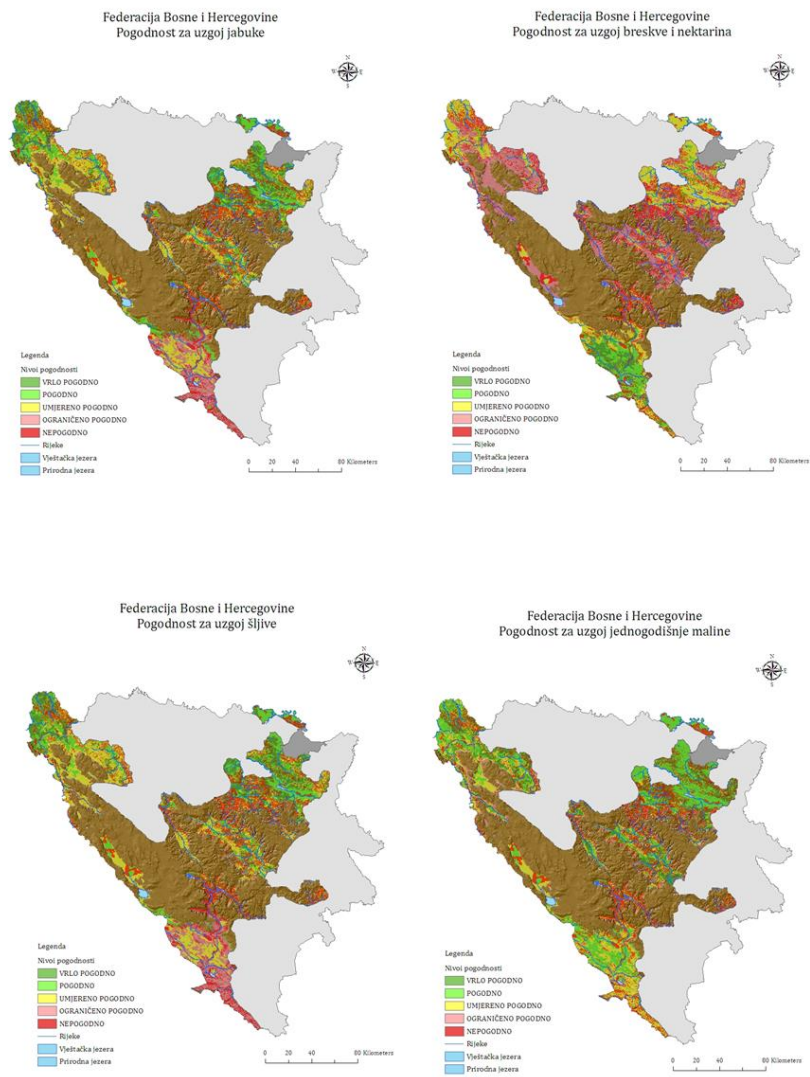 Federacija Bosne i Hercegovine
Pogodnost za uzgoj jabuke
N
W E
S
Legenda
Nivoi pogodnosti
VRLO POGODNO
POGODNO
UMJERENO POGODNO
OGRANIČENO POGODNO
NEPOGODNO
Rijeke
Vještačka jezera
Prirodna jezera
0 20 40 80 Kilometers
Federacija Bosne i Hercegovine
Pogodnost za uzgoj breskve i nektarina
N
W E
S
Legenda
Nivoi pogodnosti
VRLO POGODNO
POGODNO
UMJERENO POGODNO
OGRANIČENO POGODNO
NEPOGODNO
Rijeke
Vještačka jezera
Prirodna jezera
0 20 40 80 Kilometers
Federacija Bosne i Hercegovine
Pogodnost za uzgoj šljive
N
W E
S
Legenda
Nivoi pogodnosti
VRLO POGODNO
POGODNO
UMJERENO POGODNO
OGRANIČENO POGODNO
NEPOGODNO
Rijeke
Vještačka jezera
Prirodna jezera
0 20 40 80 Kilometers
Federacija Bosne i Hercegovine
Pogodnost za uzgoj jednogodišnje maline
N
W E
S
Legenda
Nivoi pogodnosti
VRLO POGODNO
POGODNO
UMJERENO POGODNO
OGRANIČENO POGODNO
NEPOGODNO
Rijeke
Vještačka jezera
Prirodna jezera
0 20 40 80 Kilometers